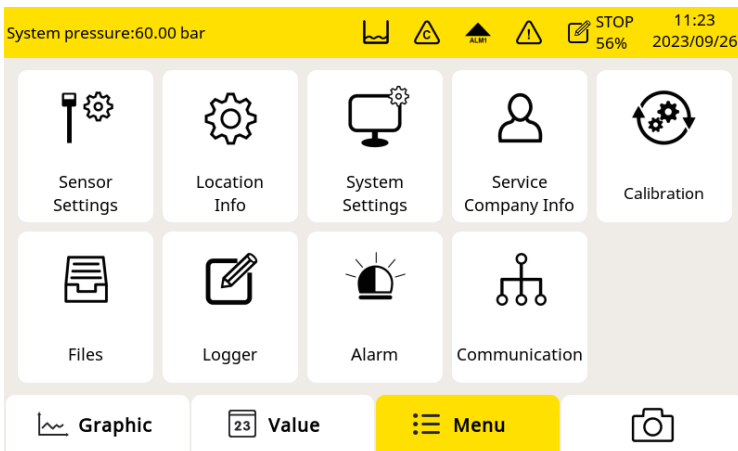 System pressure:60.00 bar
C
ALM1
!
STOP
56%
11:23
2023/09/26
Sensor
Settings
Location
Info
System
Settings
Service
Company Info
Calibration
Files
Logger
Alarm
Communication
Graphic
23
Value
Menu